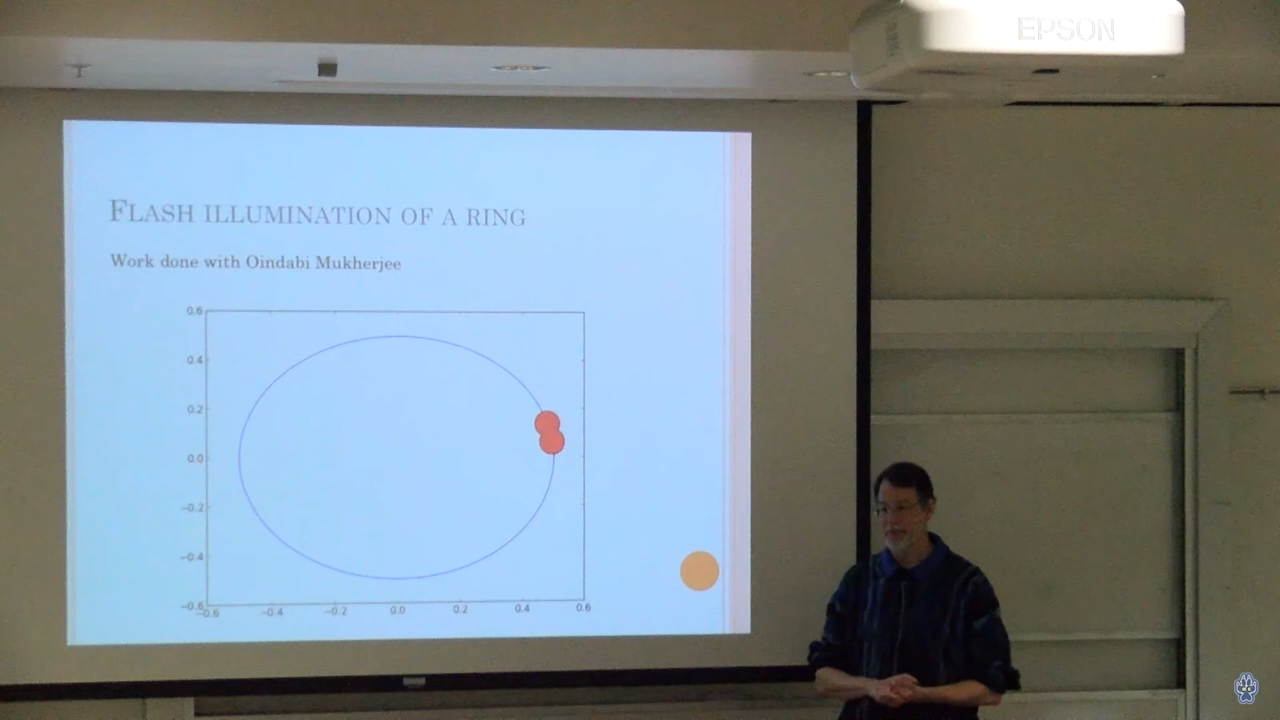 EPSON
FLASH ILLUMINATION OF A RING
Work done with Oindabi Mukherjee
0.6
0.4
0.2
0.0
−0.2
−0.4
−0.6
−0.6 −0.4 −0.2 0.0 0.2 0.4 0.6